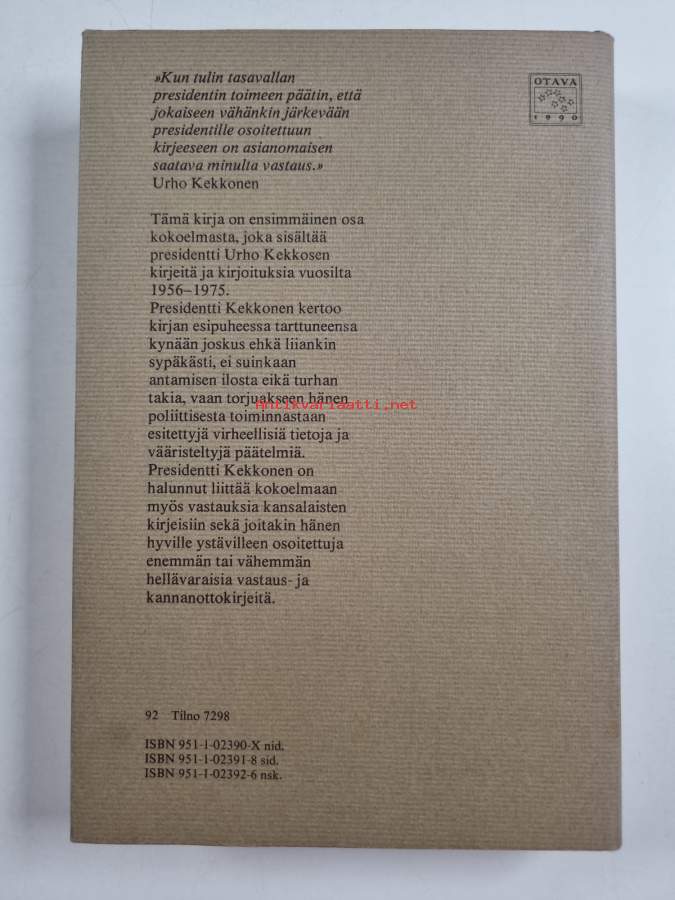 »Kun tulin tasavallan
presidentin toimeen päätin, että
jokaiseen vähänkin järkevään
presidentille osoitettuun
kirjeeseen on asianomaisen
saatava minulta vastaus.»
Urho Kekkonen
OTAVA
1890
Tämä kirja on ensimmäinen osa
kokoelmasta, joka sisältää
presidentti Urho Kekkosen
kirjeitä ja kirjoituksia vuosilta
1956–1975.
Presidentti Kekkonen kertoo
kirjan esipuheessa tarttuneensa
kynään joskus ehkä liiankin
sypäkästi, ei suinkaan
antamisen ilosta eikä turhan
takia, vaan torjuakseen hänen
Antikvariaatti.net
poliittisesta toiminnastaan
esitettyjä virheellisiä tietoja ja
vääristeltyjä päätelmiä.
Presidentti Kekkonen on
halunnut liittää kokoelmaan
myös vastauksia kansalaisten
kirjeisiin sekä joitakin hänen
hyville ystävilleen osoitettuja
enemmän tai vähemmän
hellävaraisia vastaus- ja
kannanottokirjeitä.
92 Tilno 7298
ISBN 951-1-02390-X nid.
ISBN 951-1-02391-8 sid.
ISBN 951-1-02392-6 nsk.